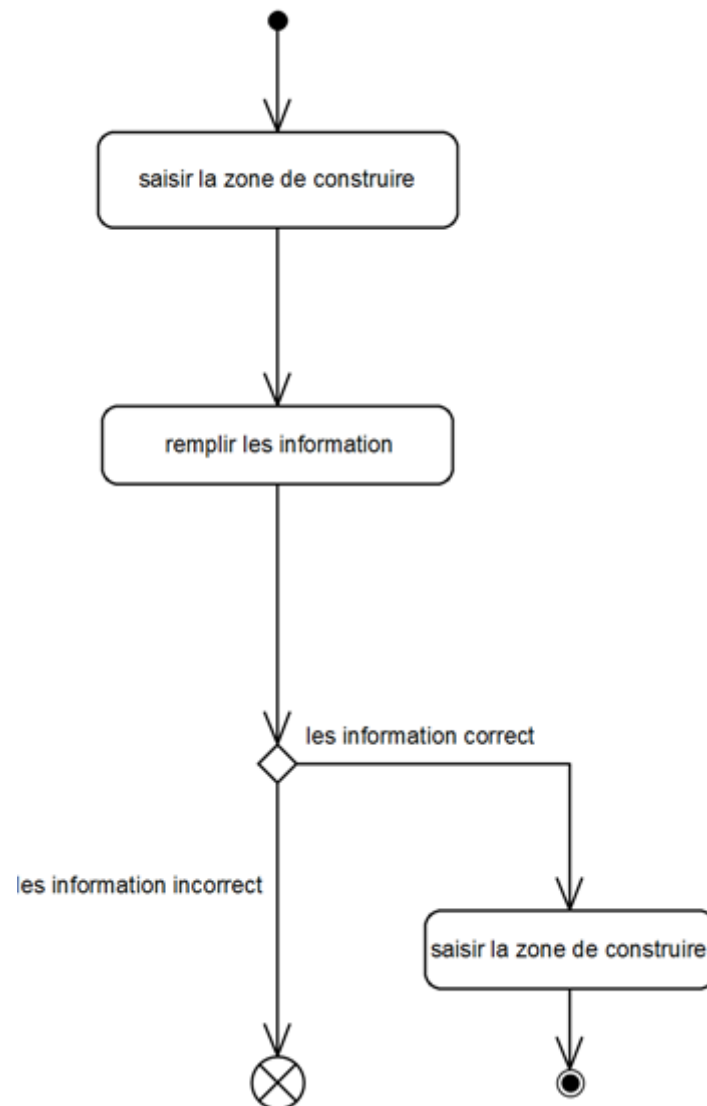 saisir la zone de construire
remplir les information
les information correct
les information incorrect
saisir la zone de construire